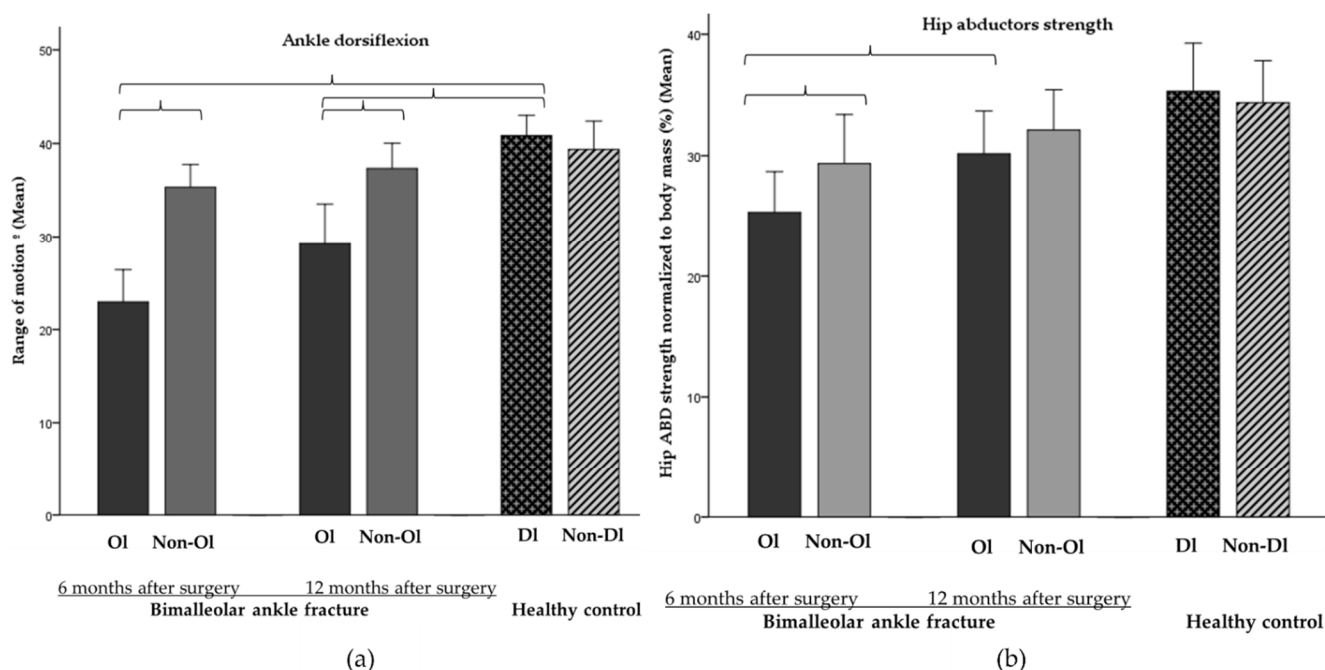 Ankle dorsiflexion
Range of motion º (Mean)
50
40
30
20
10
0
Ol Non-Ol Ol Non-Ol Dl Non-Dl
6 months after surgery 12 months after surgery
Bimalleolar ankle fracture Healthy control
(a)
Hip abductors strength
Hip ABD strength normalized to body mass (%) (Mean)
40
30
20
10
0
Ol Non-Ol Ol Non-Ol Dl Non-Dl
6 months after surgery 12 months after surgery
Bimalleolar ankle fracture Healthy control
(b)